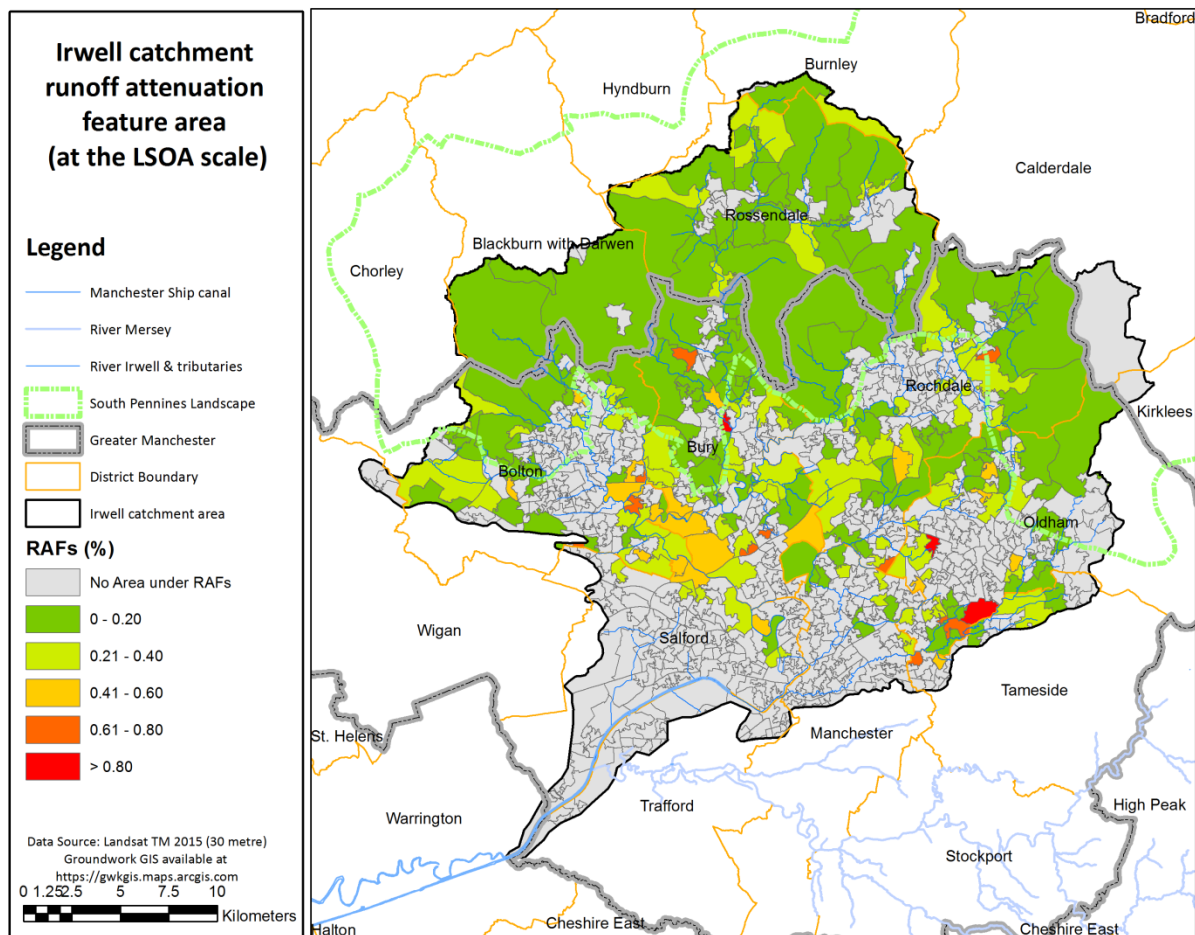 Irwell catchment
runoff attenuation
feature area
(at the LSOA scale)
Legend
Manchester Ship canal
River Mersey
River Irwell & tributaries
South Pennines Landscape
Greater Manchester
District Boundary
Irwell catchment area
RAFs (%)
No Area under RAFs
0 - 0.20
0.21 - 0.40
0.41 - 0.60
0.61 - 0.80
> 0.80
Data Source: Landsat TM 2015 (30 metre)
Groundwork GIS available at
https://gwkgis.maps.arcgis.com
0 1.252.5 5 7.5 10
Kilometers
Bradford
Burnley
Hyndburn
Calderdale
Rossendale
Blackburn with Darwen
Chorley
Rochdale
Kirklees
Bury
Bolton
Oldham
Wigan
Salford
Tameside
St. Helens
Manchester
Trafford
High Peak
Warrington
Stockport
Cheshire East
Cheshire East
Halton